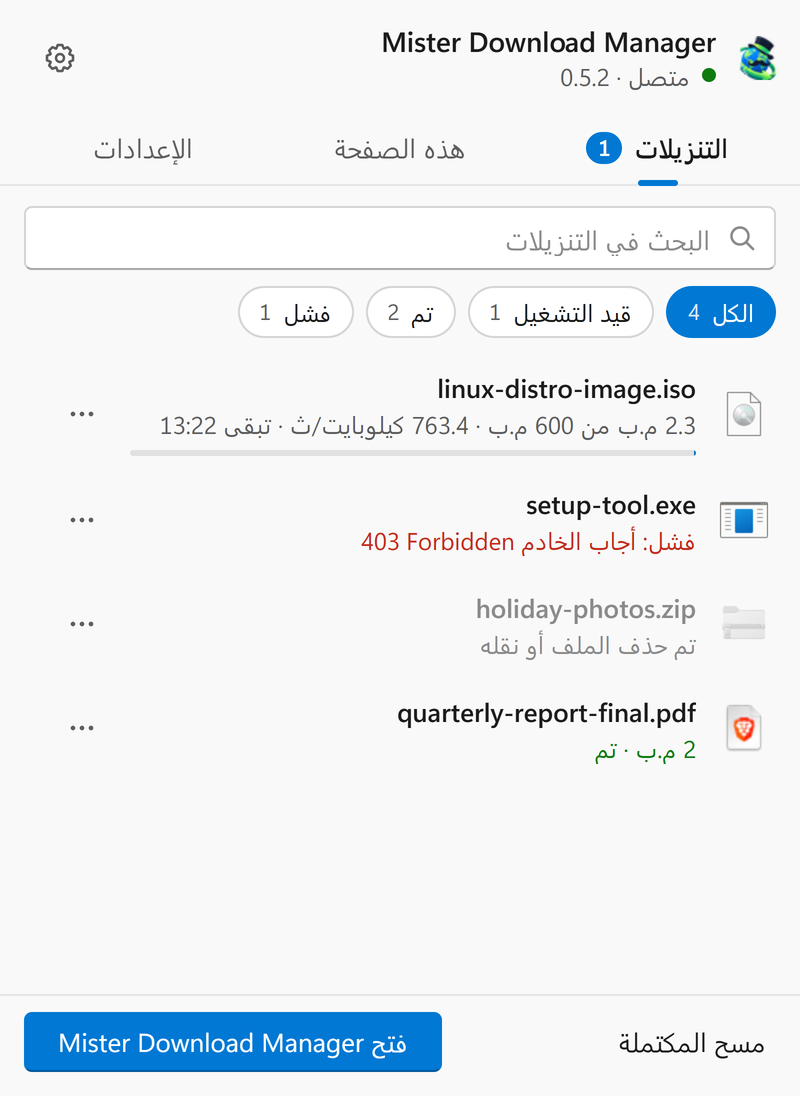 Mister Download Manager
متصل · 0.5.2
التنزيلات 1
هذه الصفحة
الإعدادات
البحث في التنزيلات
الكل 4
قيد التشغيل 1
تم 2
فشل 1
linux-distro-image.iso
2.3 م.ب من 600 م.ب · 763.4 كيلوبايت/ث · تبقى 13:22
setup-tool.exe
فشل: أجاب الخادم 403 Forbidden
holiday-photos.zip
تم حذف الملف أو نقله
quarterly-report-final.pdf
2 م.ب · تم
مسح المكتملة
فتح Mister Download Manager